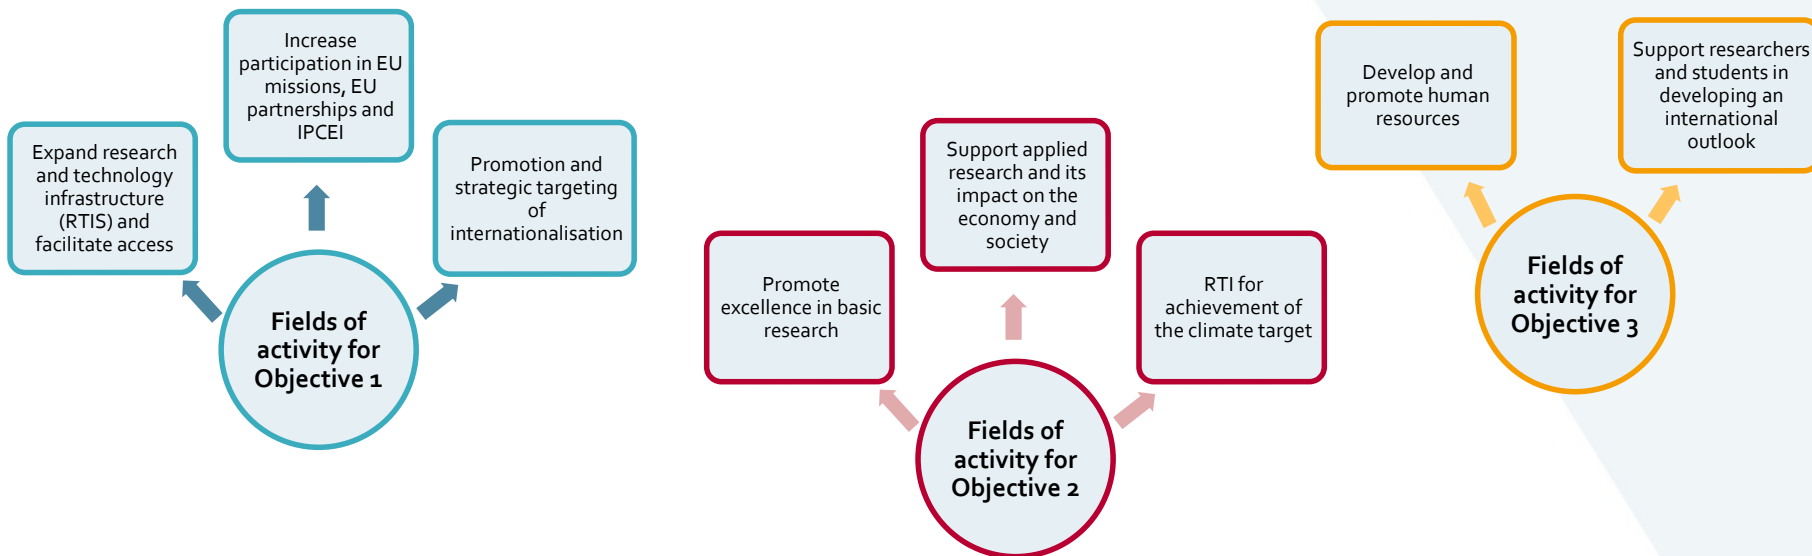 Increase
participation in EU
missions, EU
partnerships and
IPCEI
Expand research
and technology
infrastructure
(RTIS) and
facilitate access
Promotion and
strategic targeting
of
internationalisation
Fields of
activity for
Objective 1
Support applied
research and its
impact on the
economy and
society
Promote
excellence in basic
research
RTI for
achievement of
the climate target
Fields of
activity for
Objective 2
Develop and
promote human
resources
Support researchers
and students in
developing an
international
outlook
Fields of
activity for
Objective 3